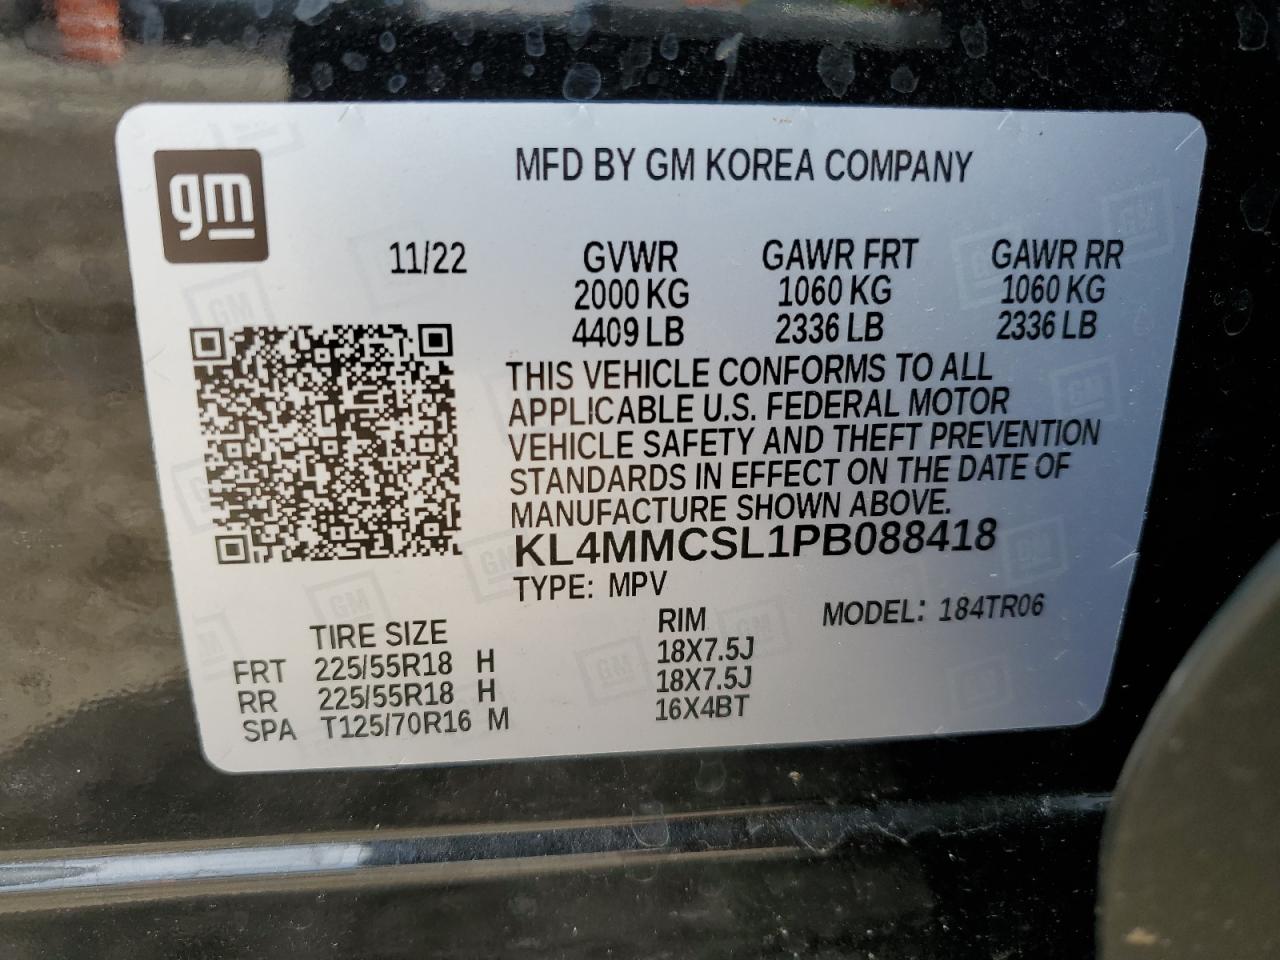 gm
MFD BY GM KOREA COMPANY
11/22 GVWR GAWR FRT GAWR RR
2000 KG 1060 KG 1060 KG
4409 LB 2336 LB 2336 LB
THIS VEHICLE CONFORMS TO ALL
APPLICABLE U.S. FEDERAL MOTOR
VEHICLE SAFETY AND THEFT PREVENTION
STANDARDS IN EFFECT ON THE DATE OF
MANUFACTURE SHOWN ABOVE.
KL4MMCSL1PB088418
TYPE: MPV
TIRE SIZE RIM MODEL: 184TR06
FRT 225/55R18 H 18X7.5J
RR 225/55R18 H 18X7.5J
SPA T125/70R16 M 16X4BT